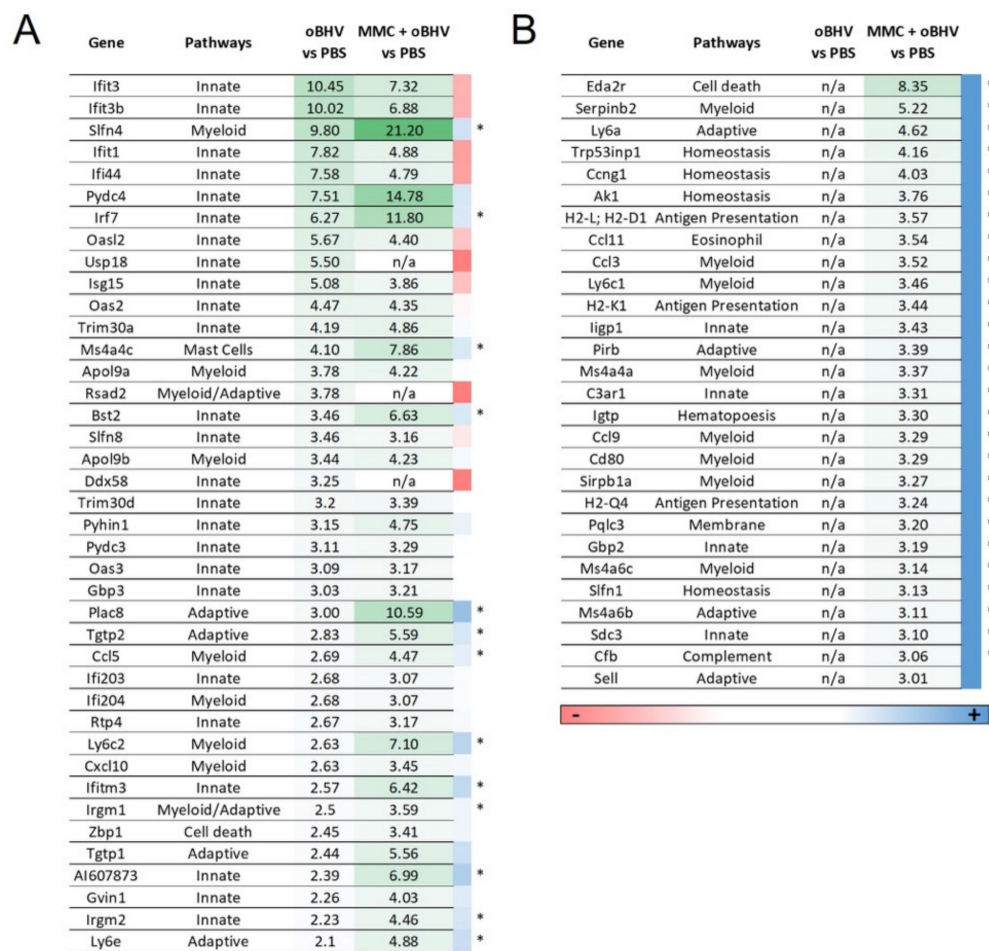 A
Gene Pathways oBHV vs PBS MMC + oBHV vs PBS
Ifit3 Innate 10.45 7.32
Ifit3b Innate 10.02 6.88
Slfn4 Myeloid 9.80 21.20 *
Ifit1 Innate 7.82 4.88
Ifi44 Innate 7.58 4.79
Pydc4 Innate 7.51 14.78
Irf7 Innate 6.27 11.80 *
Oasl2 Innate 5.67 4.40
Usp18 Innate 5.50 n/a
Isg15 Innate 5.08 3.86
Oas2 Innate 4.47 4.35
Trim30a Innate 4.19 4.86
Ms4a4c Mast Cells 4.10 7.86 *
Apol9a Myeloid 3.78 4.22
Rsad2 Myeloid/Adaptive 3.78 n/a
Bst2 Innate 3.46 6.63 *
Slfn8 Innate 3.46 3.16
Apol9b Myeloid 3.44 4.23
Ddx58 Innate 3.25 n/a
Trim30d Innate 3.2 3.39
Pyhin1 Innate 3.15 4.75
Pydc3 Innate 3.11 3.29
Oas3 Innate 3.09 3.17
Gbp3 Innate 3.03 3.21
Plac8 Adaptive 3.00 10.59 *
Tgtp2 Adaptive 2.83 5.59 *
Ccl5 Myeloid 2.69 4.47 *
Ifi203 Innate 2.68 3.07
Ifi204 Myeloid 2.68 3.07
Rtp4 Innate 2.67 3.17
Ly6c2 Myeloid 2.63 7.10 *
Cxcl10 Myeloid 2.63 3.45
Ifitm3 Innate 2.57 6.42 *
Irgm1 Myeloid/Adaptive 2.5 3.59 *
Zbp1 Cell death 2.45 3.41
Tgtp1 Adaptive 2.44 5.56
AI607873 Innate 2.39 6.99 *
Gvin1 Innate 2.26 4.03
Irgm2 Innate 2.23 4.46 *
Ly6e Adaptive 2.1 4.88 *
B
Gene Pathways oBHV vs PBS MMC + oBHV vs PBS
Eda2r Cell death n/a 8.35
Serpinb2 Myeloid n/a 5.22
Ly6a Adaptive n/a 4.62
Trp53inp1 Homeostasis n/a 4.16
Ccng1 Homeostasis n/a 4.03
Ak1 Homeostasis n/a 3.76
H2-L; H2-D1 Antigen Presentation n/a 3.57
Ccl11 Eosinophil n/a 3.54
Ccl3 Myeloid n/a 3.52
Ly6c1 Myeloid n/a 3.46
H2-K1 Antigen Presentation n/a 3.44
Iigp1 Innate n/a 3.43
Pirb Adaptive n/a 3.39
Ms4a4a Myeloid n/a 3.37
C3ar1 Innate n/a 3.31
Igtp Hematopoesis n/a 3.30
Ccl9 Myeloid n/a 3.29
Cd80 Myeloid n/a 3.29
Sirpb1a Myeloid n/a 3.27
H2-Q4 Antigen Presentation n/a 3.24
Pqlc3 Membrane n/a 3.20
Gbp2 Innate n/a 3.19
Ms4a6c Myeloid n/a 3.14
Slfn1 Homeostasis n/a 3.13
Ms4a6b Adaptive n/a 3.11
Sdc3 Innate n/a 3.10
Cfb Complement n/a 3.06
Sell Adaptive n/a 3.01
- +